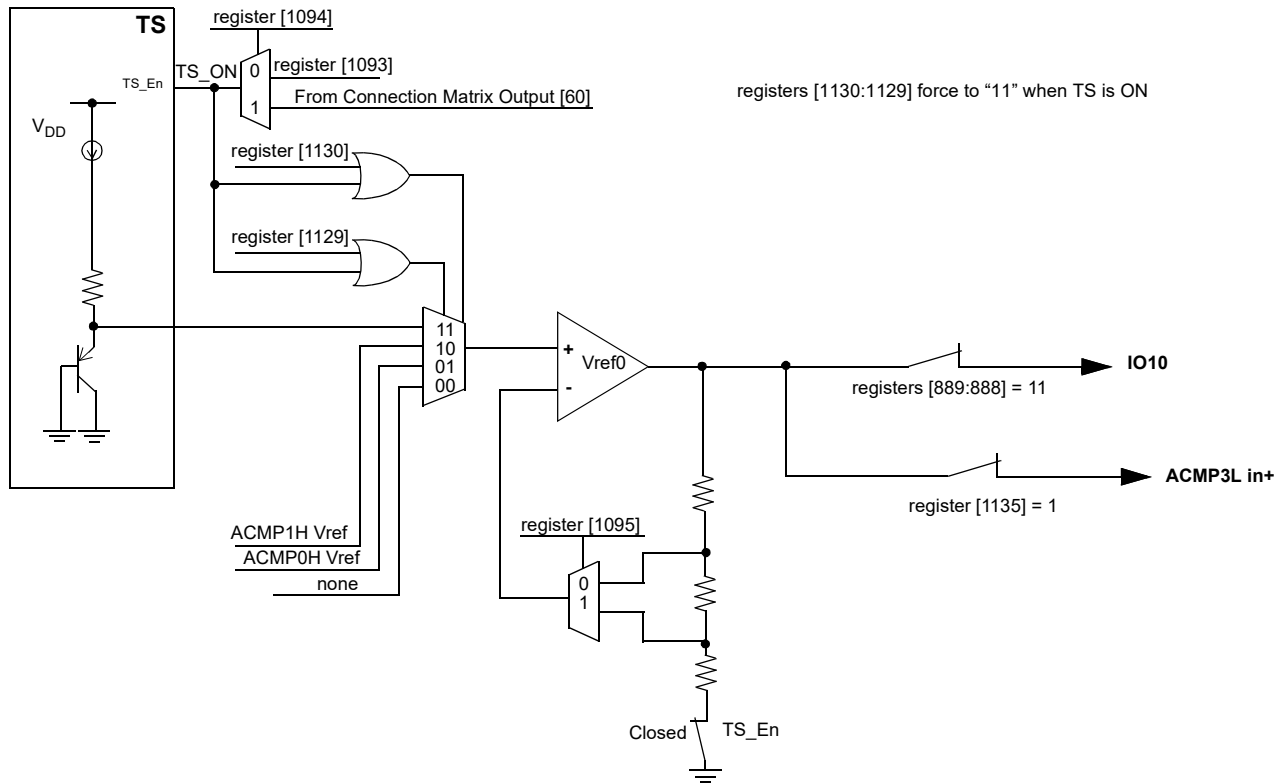 register [1094]
TS
TS_En
TS_ON
0
register [1093]
1
From Connection Matrix Output [60]
registers [1130:1129] force to “11” when TS is ON
VDD
register [1130]
register [1129]
11
10
01
00
+
Vref0
-
IO10
registers [889:888] = 11
ACMP3L in+
register [1135] = 1
ACMP1H Vref
ACMP0H Vref
none
register [1095]
0
1
Closed
TS_En